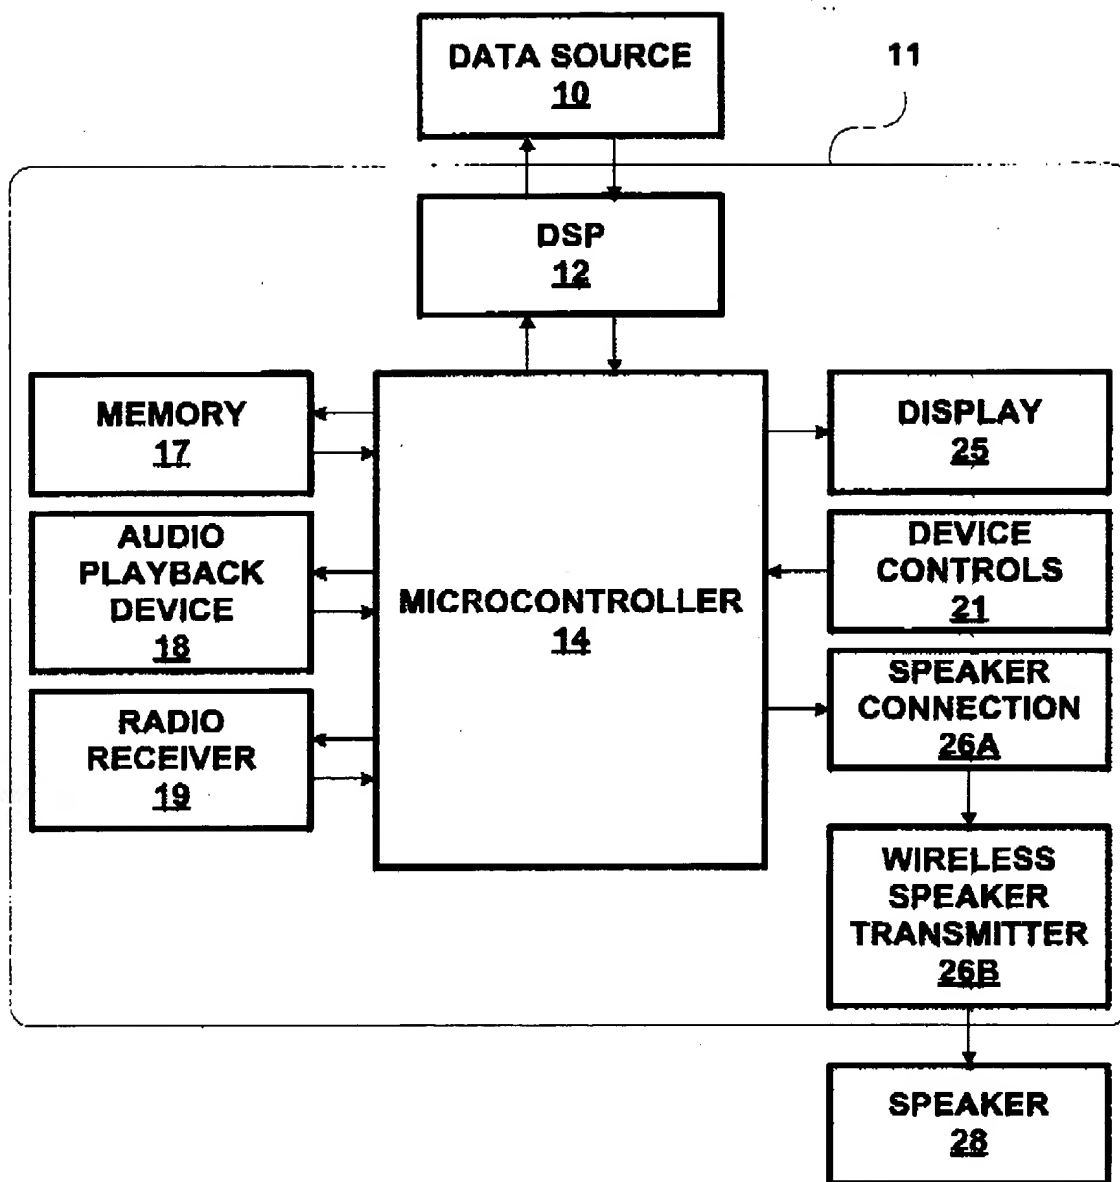 DATA SOURCE
10
11
DSP
12
MEMORY
17
AUDIO
PLAYBACK
DEVICE
18
RADIO
RECEIVER
19
MICROCONTROLLER
14
DISPLAY
25
DEVICE
CONTROLS
21
SPEAKER
CONNECTION
26A
WIRELESS
SPEAKER
TRANSMITTER
26B
SPEAKER
28